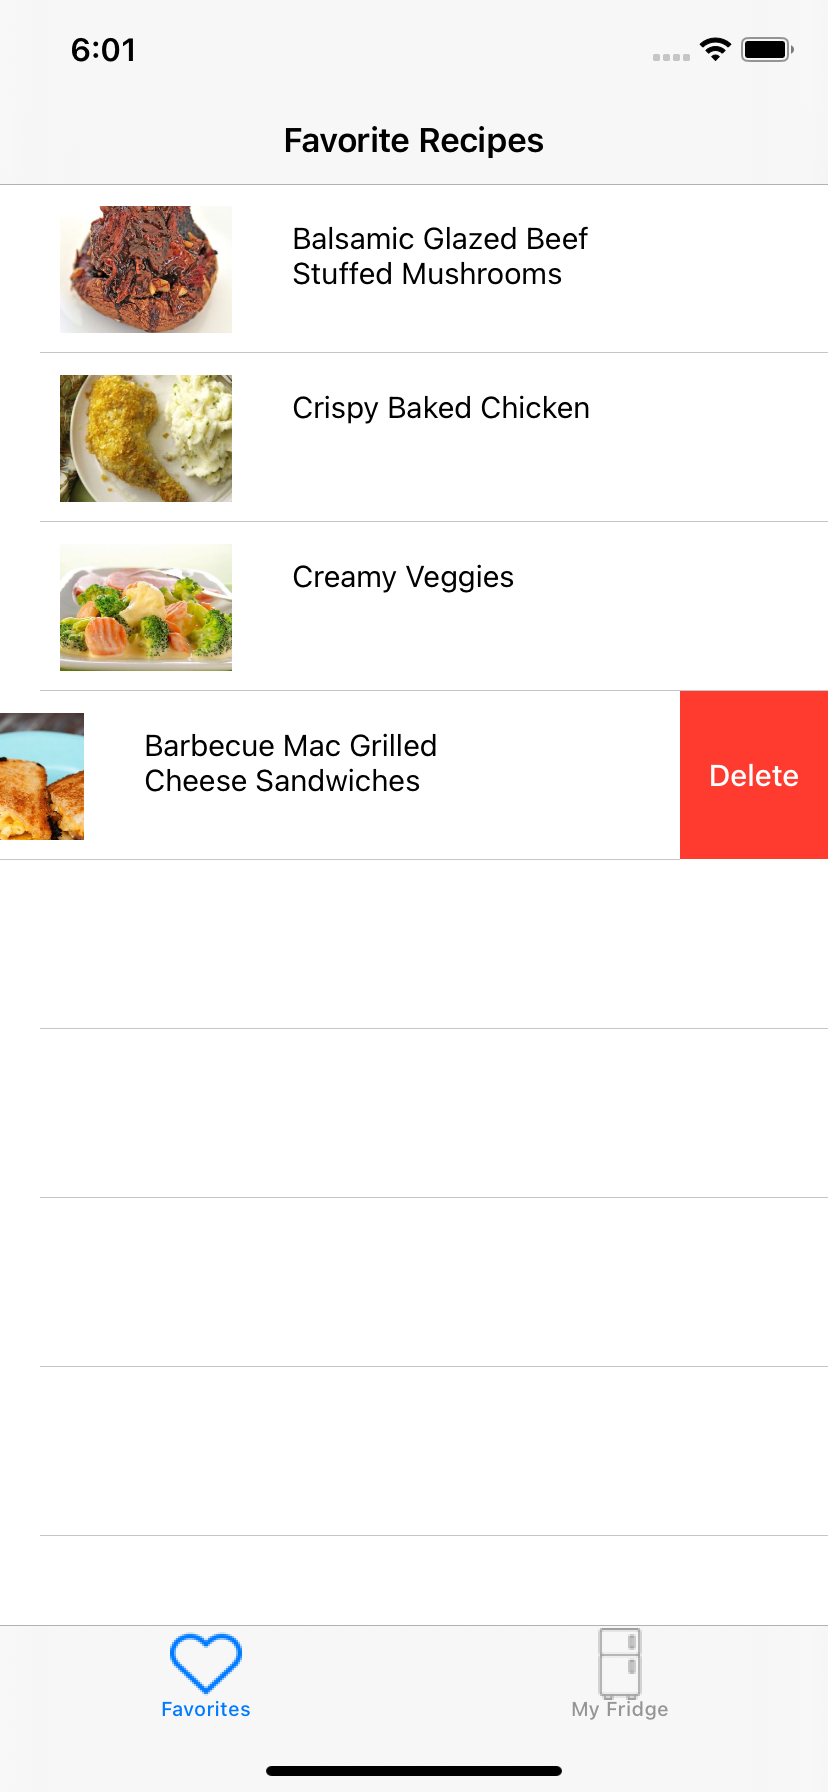 6:01
Favorite Recipes
Balsamic Glazed Beef
Stuffed Mushrooms
Crispy Baked Chicken
Creamy Veggies
Barbecue Mac Grilled
Cheese Sandwiches
Delete
Favorites
My Fridge